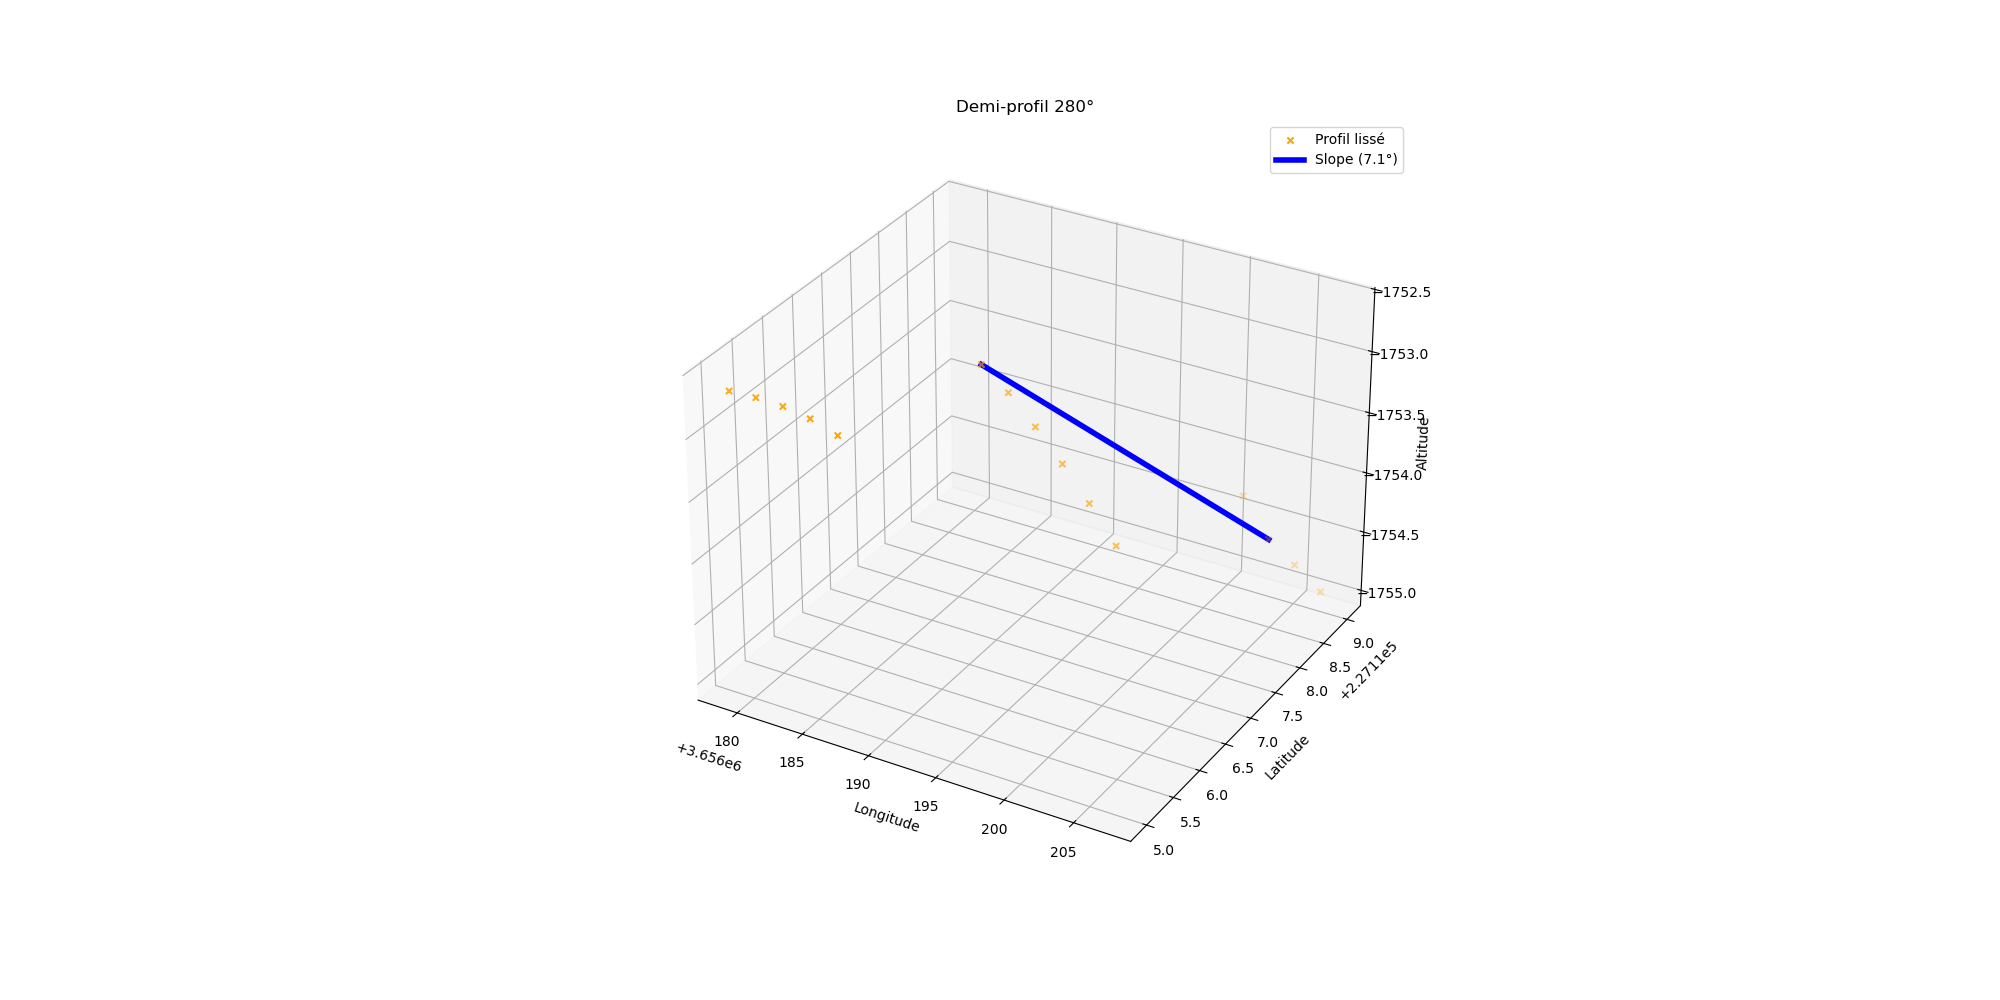 Demi-profil 280°
Profil lissé
Slope (7.1°)
−1752.5
−1753.0
−1753.5
−1754.0
−1754.5
−1755.0
Altitude
9.0
8.5
8.0
7.5
7.0
6.5
6.0
5.5
5.0
+2.2711e5
Latitude
180
185
190
195
200
205
+3.656e6
Longitude